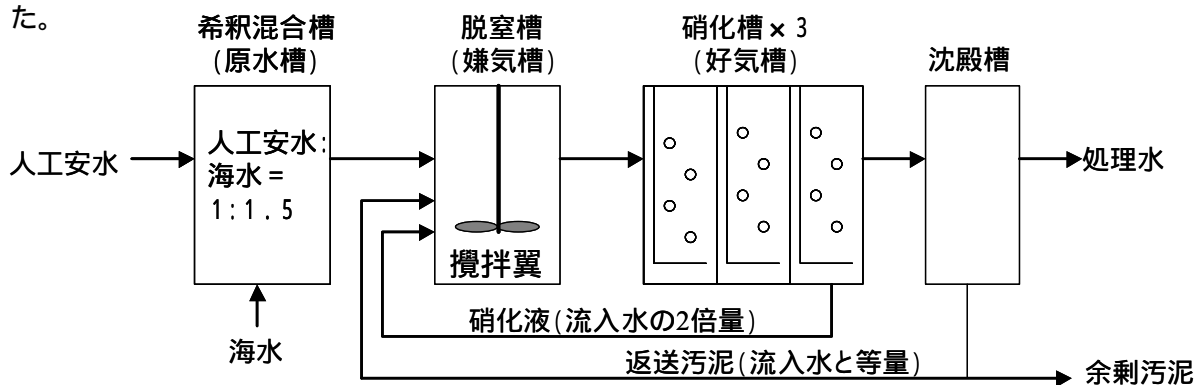 た。
希釈混合槽
(原水槽)
脱窒槽
(嫌気槽)
硝化槽×3
(好気槽)
沈殿槽
人工安水
人工安水:
海水=
1:1.5
攪拌翼
処理水
硝化液(流入水の2倍量)
海水
返送汚泥(流入水と等量)
余剰汚泥